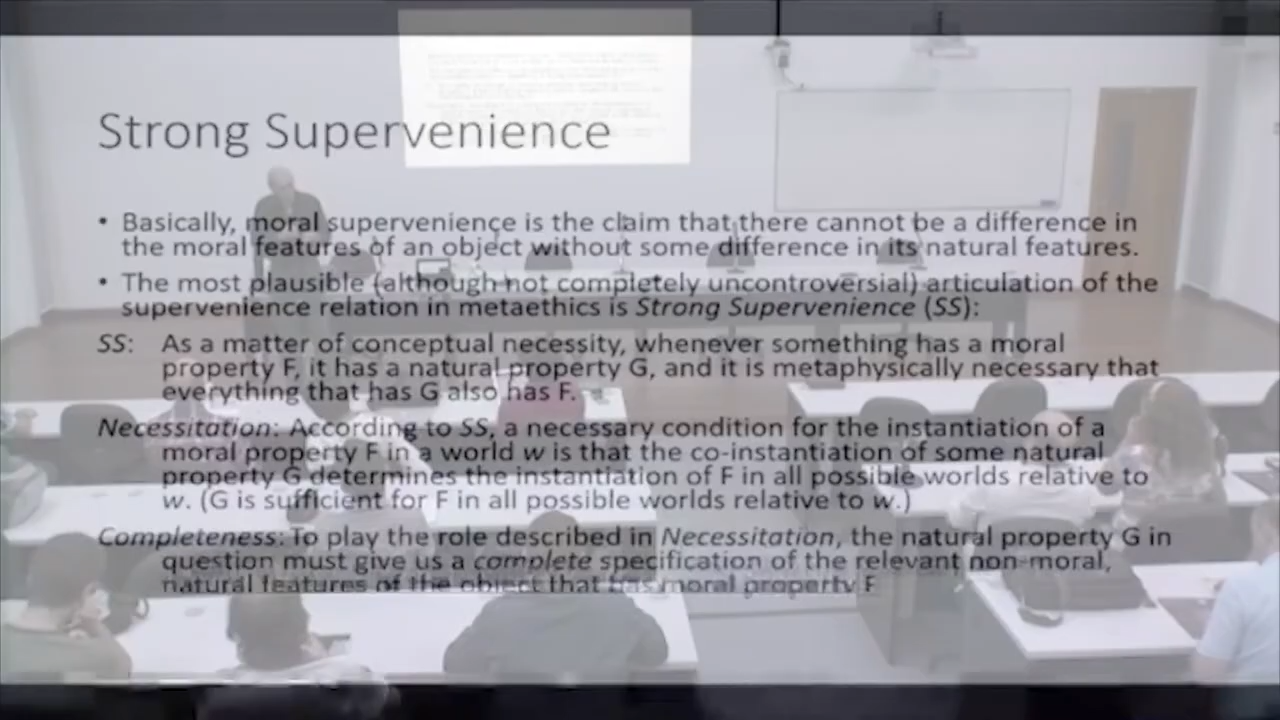 Strong Supervenience
• Basically, moral supervenience is the claim that there cannot be a difference in
the moral features of an object without some difference in its natural features.
• The most plausible (although not completely uncontroversial) articulation of the
supervenience relation in metaethics is Strong Supervenience (SS):
SS: As a matter of conceptual necessity, whenever something has a moral
property F, it has a natural property G, and it is metaphysically necessary that
everything that has G also has F.
Necessitation: According to SS, a necessary condition for the instantiation of a
moral property F in a world w is that the co-instantiation of some natural
property G determines the instantiation of F in all possible worlds relative to
w. (G is sufficient for F in all possible worlds relative to w.)
Completeness: To play the role described in Necessitation, the natural property G in
question must give us a complete specification of the relevant non-moral,
natural features of the object that has moral property F